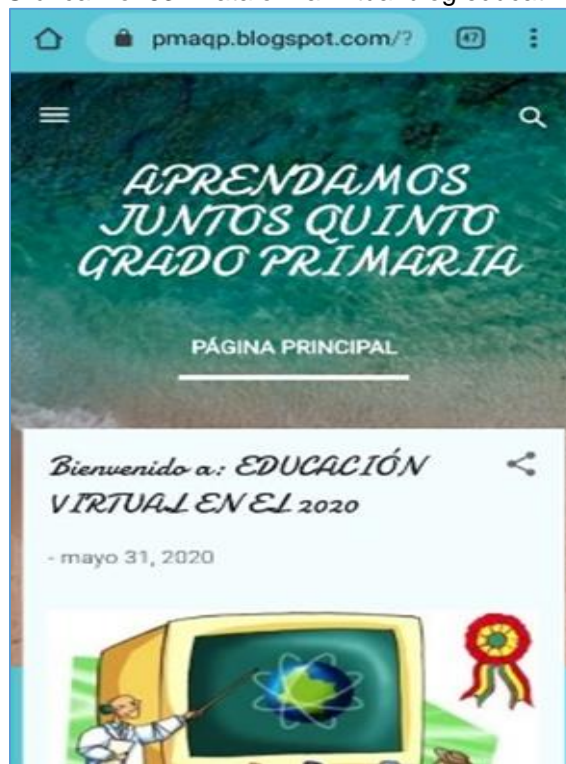 pmaqp.blogspot.com/?
47
APRENDAMOS
JUNTOS QUINTO
GRADO PRIMARIA
PÁGINA PRINCIPAL
Bienvenido a: EDUCACIÓN
VIRTUAL EN EL 2020
- mayo 31, 2020